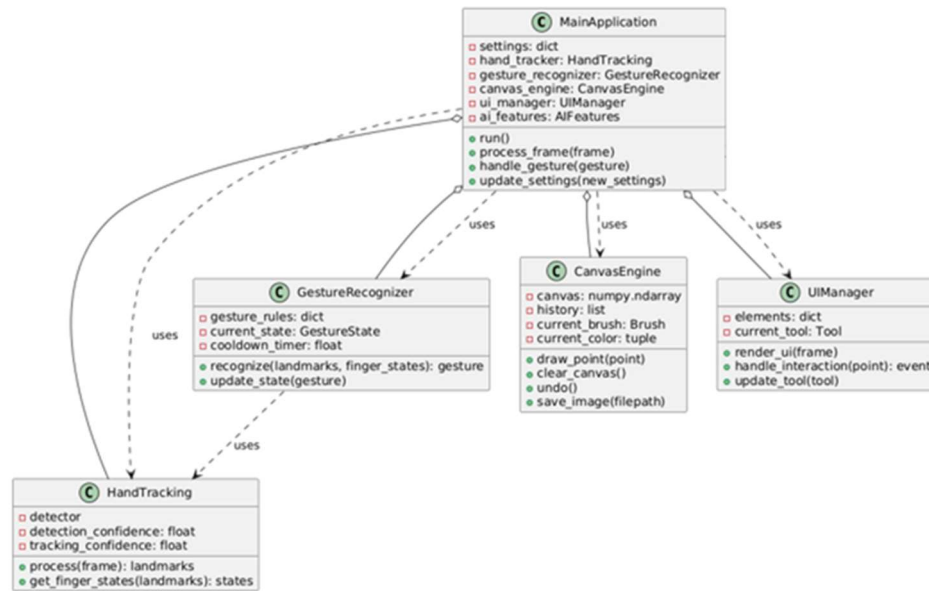 C MainApplication
settings: dict
hand_tracker: HandTracking
gesture_recognizer: GestureRecognizer
canvas_engine: CanvasEngine
ui_manager: UIManager
ai_features: AIFeatures
run()
process_frame(frame)
handle_gesture(gesture)
update_settings(new_settings)
uses
uses
uses
uses
C GestureRecognizer
gesture_rules: dict
current_state: GestureState
cooldown_timer: float
recognize(landmarks, finger_states): gesture
update_state(gesture)
C CanvasEngine
canvas: numpy.ndarray
history: list
current_brush: Brush
current_color: tuple
draw_point(point)
clear_canvas()
undo()
save_image(filepath)
C UIManager
elements: dict
current_tool: Tool
render_ui(frame)
handle_interaction(point): event
update_tool(tool)
uses
C HandTracking
detector
detection_confidence: float
tracking_confidence: float
process(frame): landmarks
get_finger_states(landmarks): states